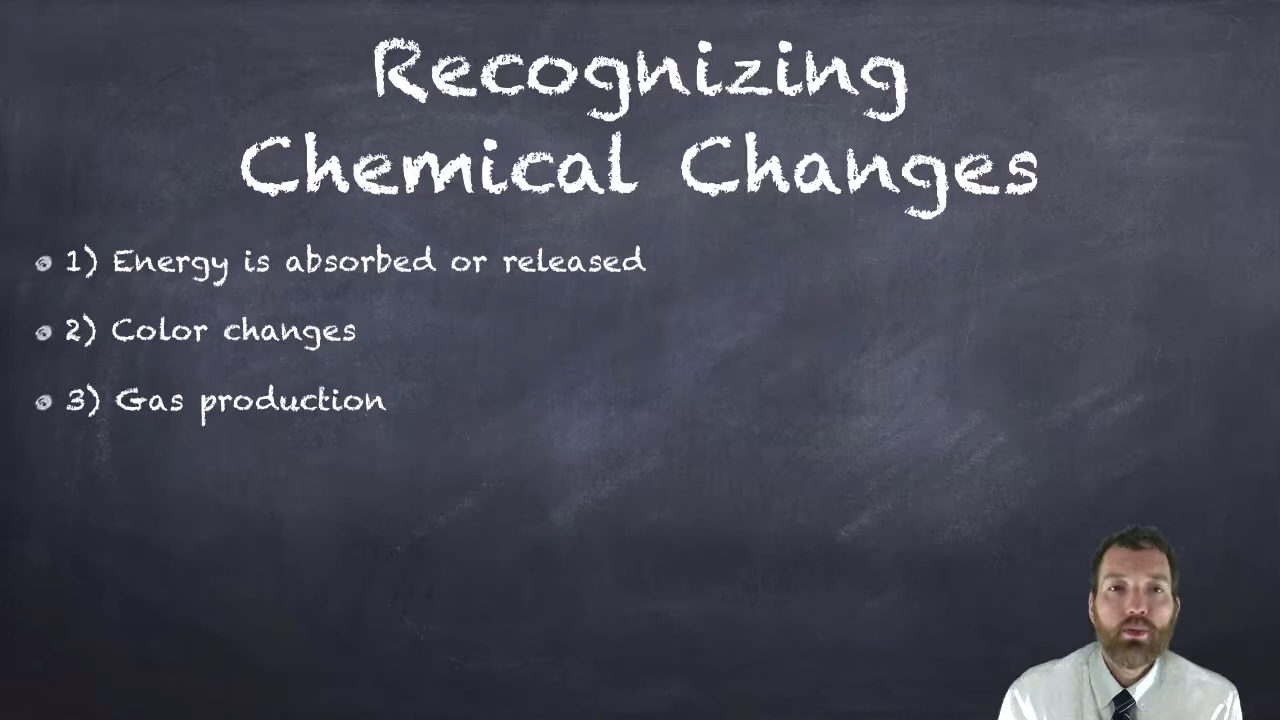 Recognizing
Chemical Changes
1) Energy is absorbed or released
2) Color changes
3) Gas production